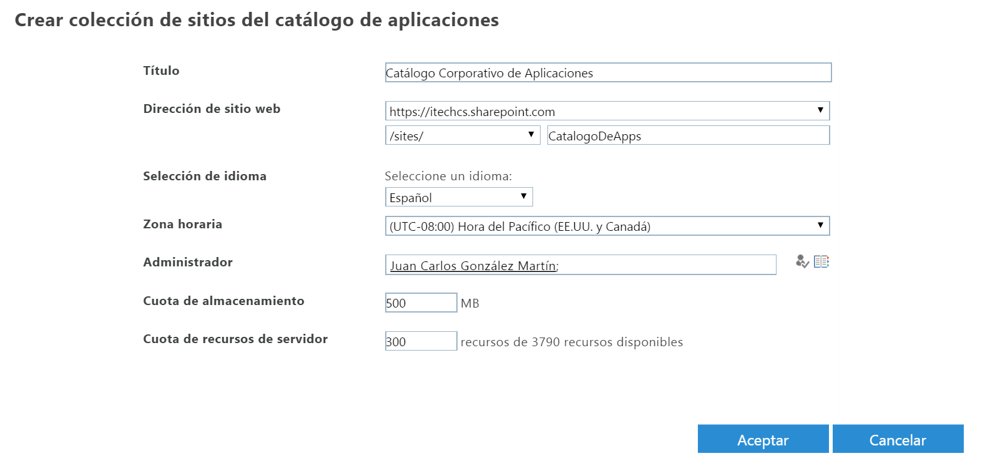 Crear colección de sitios del catálogo de aplicaciones
Título
Catálogo Corporativo de Aplicaciones
Dirección de sitio web
https://itechcs.sharepoint.com
/sites/ CatalogoDeApps
Selección de idioma
Seleccione un idioma:
Español
Zona horaria
(UTC-08:00) Hora del Pacífico (EE.UU. y Canadá)
Administrador
Juan Carlos González Martín;
Cuota de almacenamiento
500 MB
Cuota de recursos de servidor
300 recursos de 3790 recursos disponibles
Aceptar Cancelar